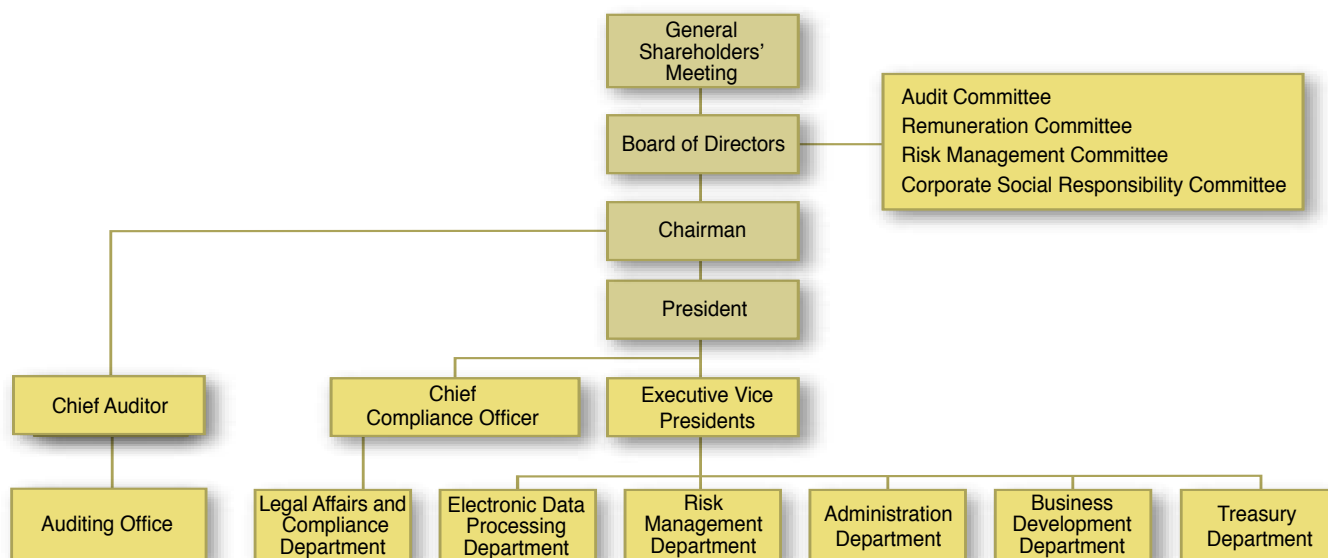 General
Shareholders'
Meeting
Audit Committee
Remuneration Committee
Risk Management Committee
Corporate Social Responsibility Committee
Board of Directors
Chairman
President
Chief Auditor
Chief
Compliance Officer
Executive Vice
Presidents
Auditing Office
Legal Affairs and
Compliance
Department
Electronic Data
Processing
Department
Risk
Management
Department
Administration
Department
Business
Development
Department
Treasury
Department